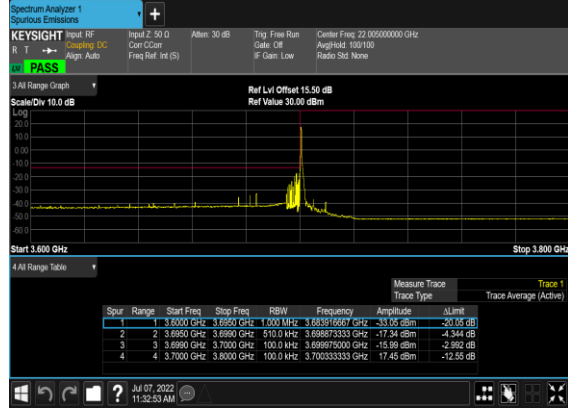 Spectrum Analyzer 1
Spurious Emissions
KEYSIGHT Input: RF Input Z: 50 Ω Atten: 30 dB Trig: Free Run Center Freq: 22.005000000 GHz
R T Coupling: DC Corr CCorr Gate: Off Avg|Hold: 100/100
Align: Auto Freq Ref: Int (S) IF Gain: Low Radio Std: None
PASS
3 All Range Graph
Ref Lvl Offset 15.50 dB
Scale/Div 10.0 dB Ref Value 30.00 dBm
Log
20.0
10.0
0.00
-10.0
-20.0
-30.0
-40.0
-50.0
-60.0
Start 3.600 GHz Stop 3.800 GHz
4 All Range Table
Measure Trace Trace 1
Trace Type Trace Average (Active)
Spur Range Start Freq Stop Freq RBW Frequency Amplitude ΔLimit
1 1 3.6000 GHz 3.6950 GHz 1.000 MHz 3.683916667 GHz -33.05 dBm -20.05 dB
2 2 3.6950 GHz 3.6990 GHz 510.0 kHz 3.698873333 GHz -17.34 dBm -4.344 dB
3 3 3.6990 GHz 3.7000 GHz 100.0 kHz 3.699975000 GHz -15.99 dBm -2.992 dB
4 4 3.7000 GHz 3.8000 GHz 100.0 kHz 3.700333333 GHz 17.45 dBm -12.55 dB
? Jul 07, 2022
11:32:53 AM